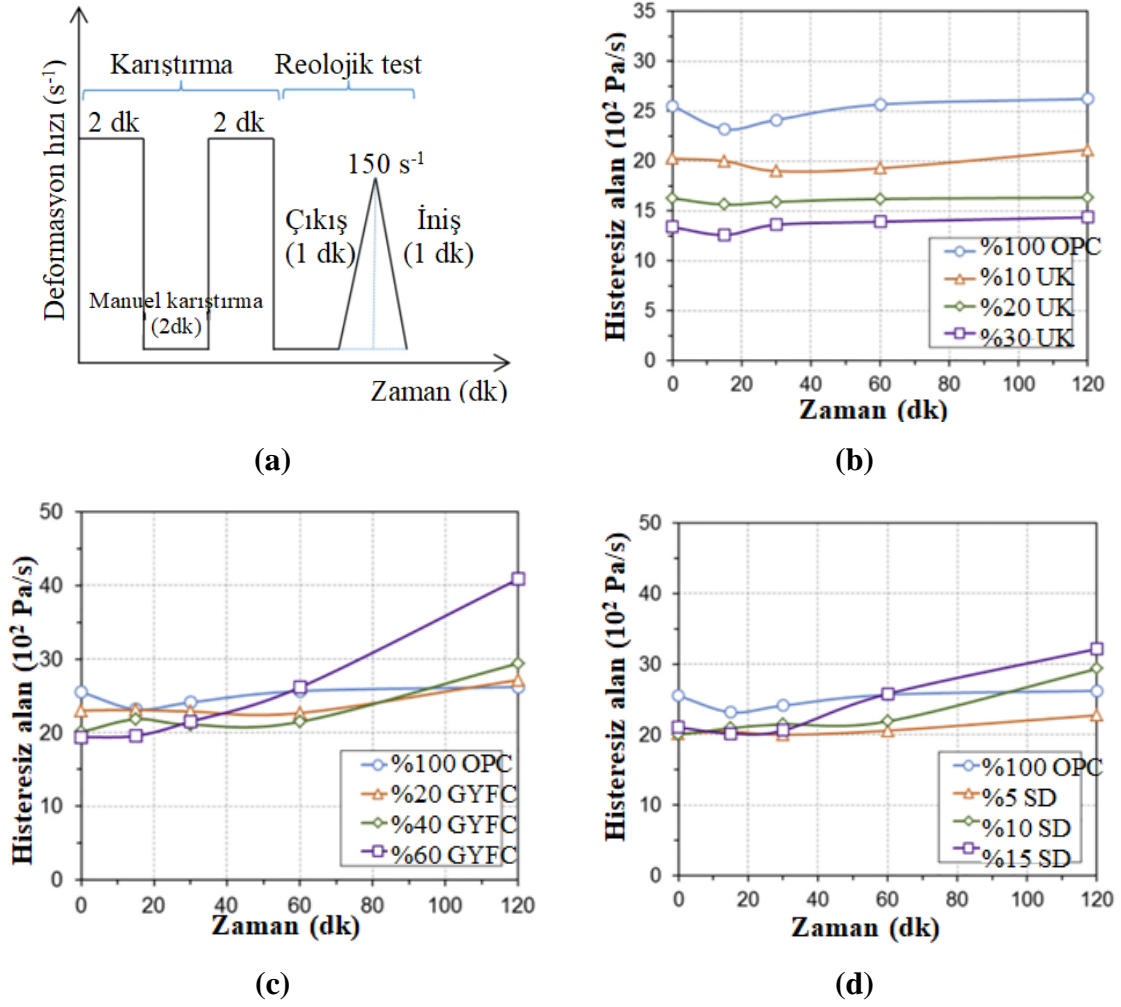 Karıştırma
Reolojik test
2 dk
2 dk
150 s⁻¹
Çıkış
(1 dk)
İniş
(1 dk)
Manuel karıştırma
(2dk)
Deformasyon hızı (s⁻¹)
Zaman (dk)
(a)
Histeresiz alan (10² Pa/s)
35
30
25
20
15
10
5
0
%100 OPC
%10 UK
%20 UK
%30 UK
0 20 40 60 80 100 120
Zaman (dk)
(b)
Histeresiz alan (10² Pa/s)
50
40
30
20
10
0
%100 OPC
%20 GYFC
%40 GYFC
%60 GYFC
0 20 40 60 80 100 120
Zaman (dk)
(c)
Histeresiz alan (10² Pa/s)
50
40
30
20
10
0
%100 OPC
%5 SD
%10 SD
%15 SD
0 20 40 60 80 100 120
Zaman (dk)
(d)